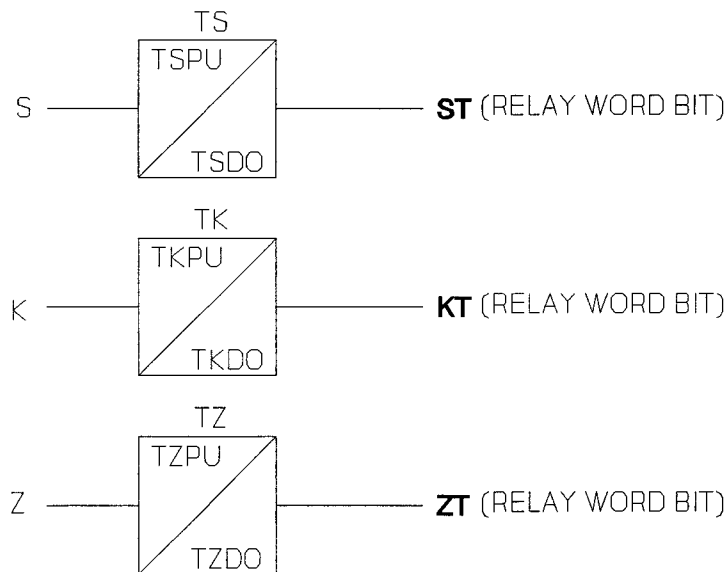 TS
TSPU
S
ST (RELAY WORD BIT)
TSDO
TK
TKPU
K
KT (RELAY WORD BIT)
TKDO
TZ
TZPU
Z
ZT (RELAY WORD BIT)
TZDO